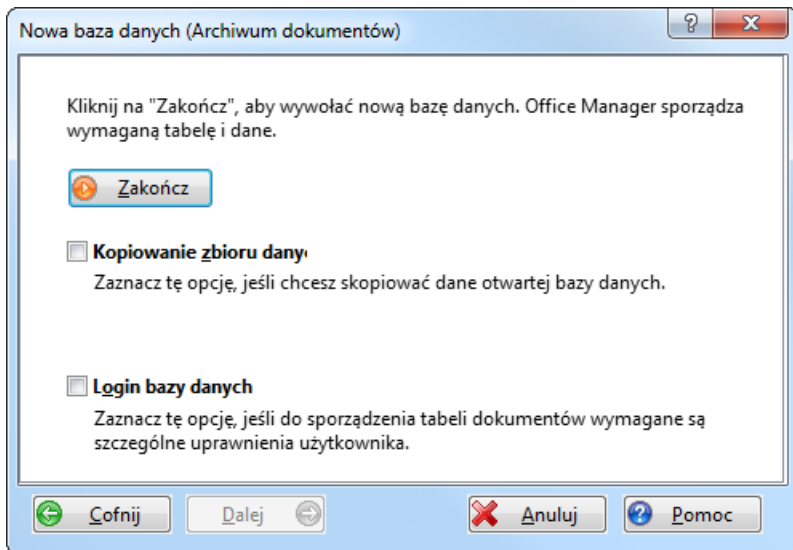 Nowa baza danych (Archiwum dokumentów)
Kliknij na "Zakończ", aby wywołać nową bazę danych. Office Manager sporządza
wymaganą tabelę i dane.
Zakończ
Kopiowanie zbioru dany
Zaznacz tę opcję, jeśli chcesz skopiować dane otwartej bazy danych.
Login bazy danych
Zaznacz tę opcję, jeśli do sporządzenia tabeli dokumentów wymagane są
szczególne uprawnienia użytkownika.
Cofnij Dalej Anuluj Pomoc